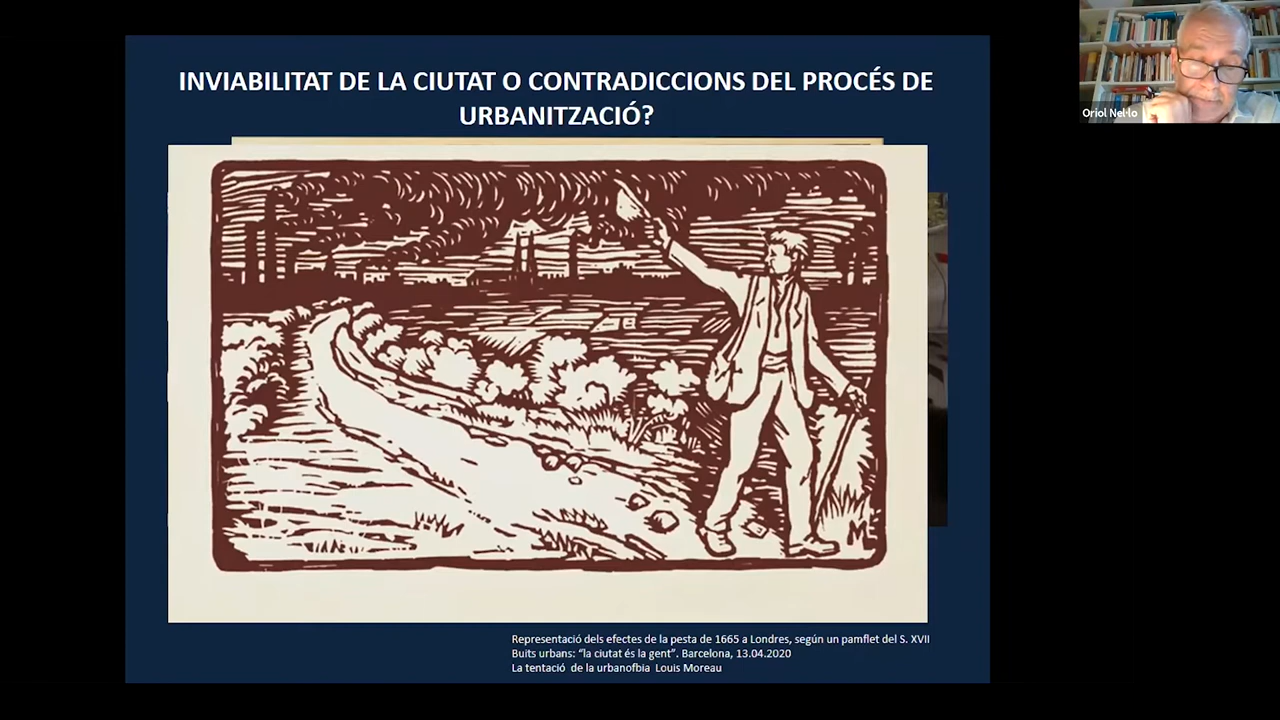 INVIABILITAT DE LA CIUTAT O CONTRADICCIONS DEL PROCÉS DE
URBANITZACIÓ?
Oriol Nel·lo
ML
Representació dels efectes de la pesta de 1665 a Londres, según un pamflet del S. XVII
Buits urbans: “la ciutat és la gent”. Barcelona, 13.04.2020
La tentació de la urbanofbia Louis Moreau